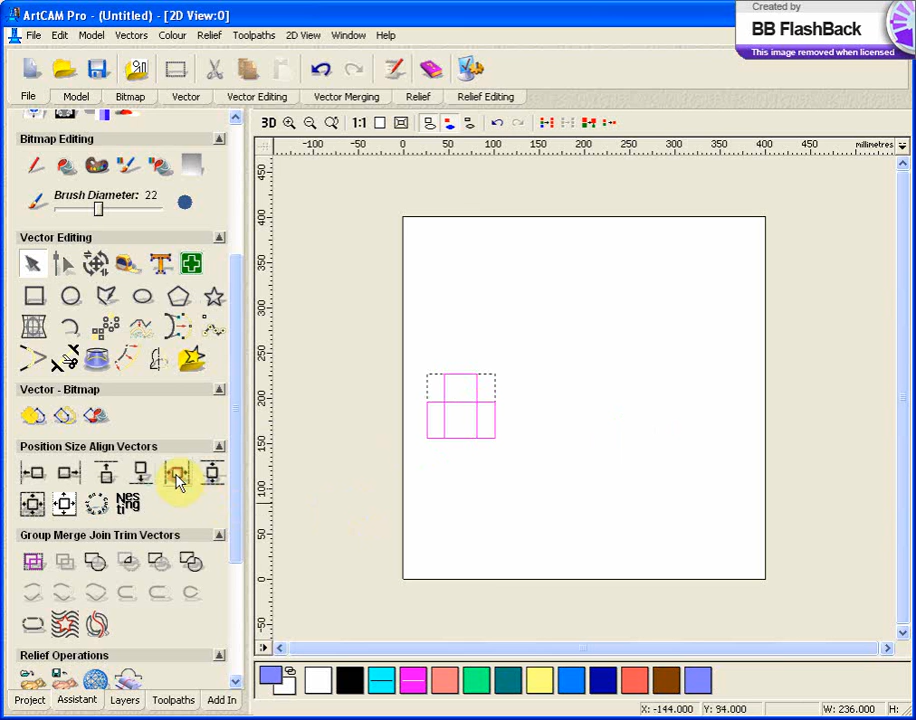 ArtCAM Pro - (Untitled) - [2D View:0]
Created by
BB FlashBack
This image removed when licensed
File Edit Model Vectors Colour Relief Toolpaths 2D View Window Help
File Model Bitmap Vector Vector Editing Vector Merging Relief Relief Editing
3D 1:1
Bitmap Editing
Brush Diameter: 22
Vector Editing
Vector - Bitmap
Position Size Align Vectors
Nes
ting
Group Merge Join Trim Vectors
Relief Operations
-100 -50 0 50 100 150 200 250 300 350 400 450 millimetres
450
400
350
300
250
200
150
100
50
0
-50
Project Assistant Layers Toolpaths Add In
X: -144.000 Y: 94.000 W: 236.000 H: